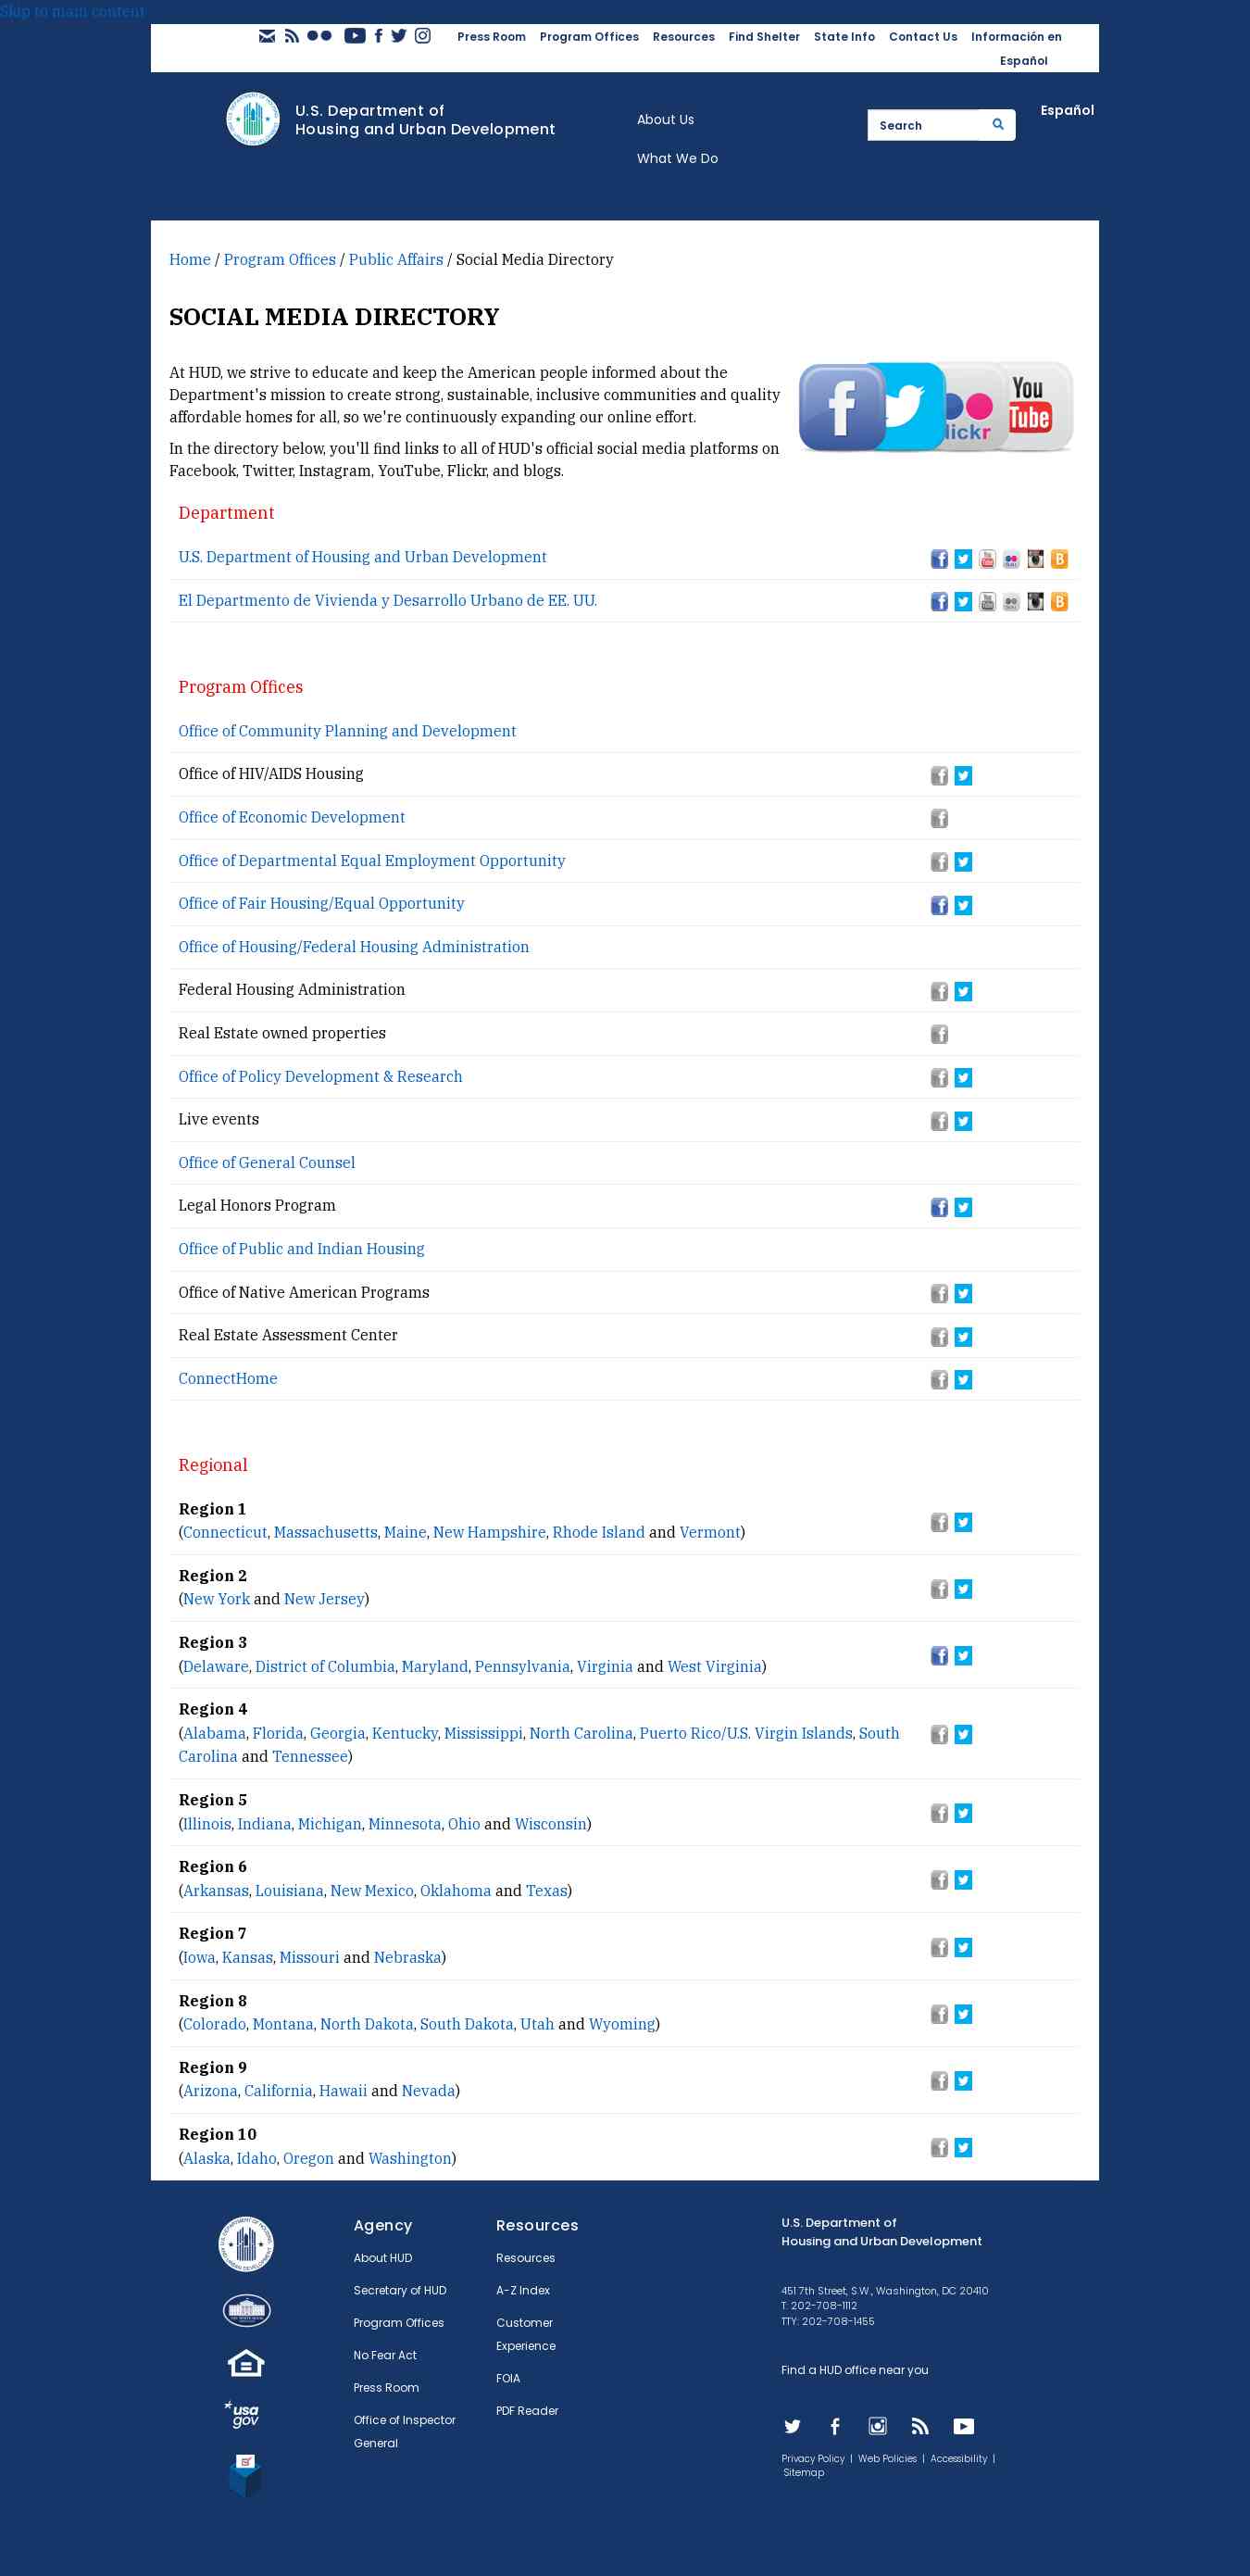 Skip to main content
Press Room Program Offices Resources Find Shelter State Info Contact Us Información en
Español
U.S. Department of
Housing and Urban Development
About Us
What We Do
Search
Español
Home / Program Offices / Public Affairs / Social Media Directory
SOCIAL MEDIA DIRECTORY
At HUD, we strive to educate and keep the American people informed about the
Department's mission to create strong, sustainable, inclusive communities and quality
affordable homes for all, so we're continuously expanding our online effort.
In the directory below, you'll find links to all of HUD's official social media platforms on
Facebook, Twitter, Instagram, YouTube, Flickr, and blogs.
You
Tube
lickr
Department
U.S. Department of Housing and Urban Development
El Departmento de Vivienda y Desarrollo Urbano de EE. UU.
Program Offices
Office of Community Planning and Development
Office of HIV/AIDS Housing
Office of Economic Development
Office of Departmental Equal Employment Opportunity
Office of Fair Housing/Equal Opportunity
Office of Housing/Federal Housing Administration
Federal Housing Administration
Real Estate owned properties
Office of Policy Development & Research
Live events
Office of General Counsel
Legal Honors Program
Office of Public and Indian Housing
Office of Native American Programs
Real Estate Assessment Center
ConnectHome
Regional
Region 1
(Connecticut, Massachusetts, Maine, New Hampshire, Rhode Island and Vermont)
Region 2
(New York and New Jersey)
Region 3
(Delaware, District of Columbia, Maryland, Pennsylvania, Virginia and West Virginia)
Region 4
(Alabama, Florida, Georgia, Kentucky, Mississippi, North Carolina, Puerto Rico/U.S. Virgin Islands, South
Carolina and Tennessee)
Region 5
(Illinois, Indiana, Michigan, Minnesota, Ohio and Wisconsin)
Region 6
(Arkansas, Louisiana, New Mexico, Oklahoma and Texas)
Region 7
(Iowa, Kansas, Missouri and Nebraska)
Region 8
(Colorado, Montana, North Dakota, South Dakota, Utah and Wyoming)
Region 9
(Arizona, California, Hawaii and Nevada)
Region 10
(Alaska, Idaho, Oregon and Washington)
usa
gov
Agency
About HUD
Secretary of HUD
Program Offices
No Fear Act
Press Room
Office of Inspector
General
Resources
Resources
A-Z Index
Customer
Experience
FOIA
PDF Reader
U.S. Department of
Housing and Urban Development
451 7th Street, S.W., Washington, DC 20410
T: 202-708-1112
TTY: 202-708-1455
Find a HUD office near you
Privacy Policy | Web Policies | Accessibility |
Sitemap